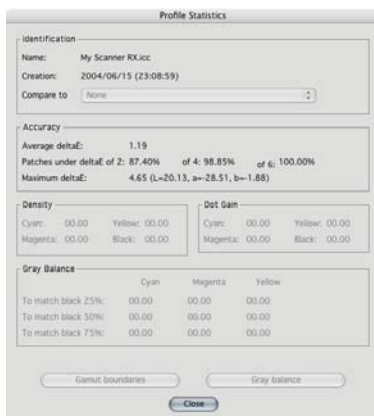 Profile Statistics
Identification
Name: My Scanner RX.icc
Creation: 2004/06/15 (23:08:59)
Compare to None
Accuracy
Average deltaE: 1.19
Patches under deltaE of 2: 87.40% of 4: 98.85% of 6: 100.00%
Maximum deltaE: 4.65 (L=20.13, a=-28.51, b=-1.88)
Density
Cyan: 00.00 Yellow: 00.00
Magenta: 00.00 Black: 00.00
Dot Gain
Cyan: 00.00 Yellow: 00.00
Magenta: 00.00 Black: 00.00
Gray Balance
Cyan Magenta Yellow
To match black 25%: 00.00 00.00 00.00
To match black 50%: 00.00 00.00 00.00
To match black 75%: 00.00 00.00 00.00
Gamut boundaries Gray balance
Close